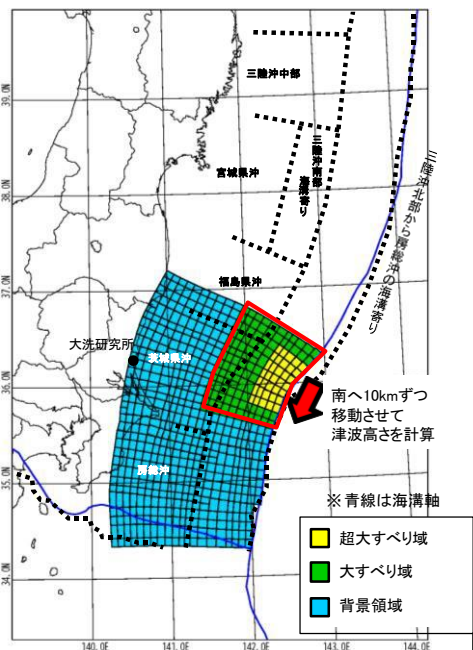 三陸沖中部
39.0N
三陸沖南部
海溝寄り
宮城県沖
三陸沖北部から房総沖の海溝寄り
38.0N
福島県沖
37.0N
大洗研究所
茨城県沖
36.0N
南へ10kmずつ
移動させて
津波高さを計算
房総沖
35.0N
※青線は海溝軸
超大すべり域
大すべり域
背景領域
34.0N
140.0E
141.0E
142.0E
143.0E
144.0E